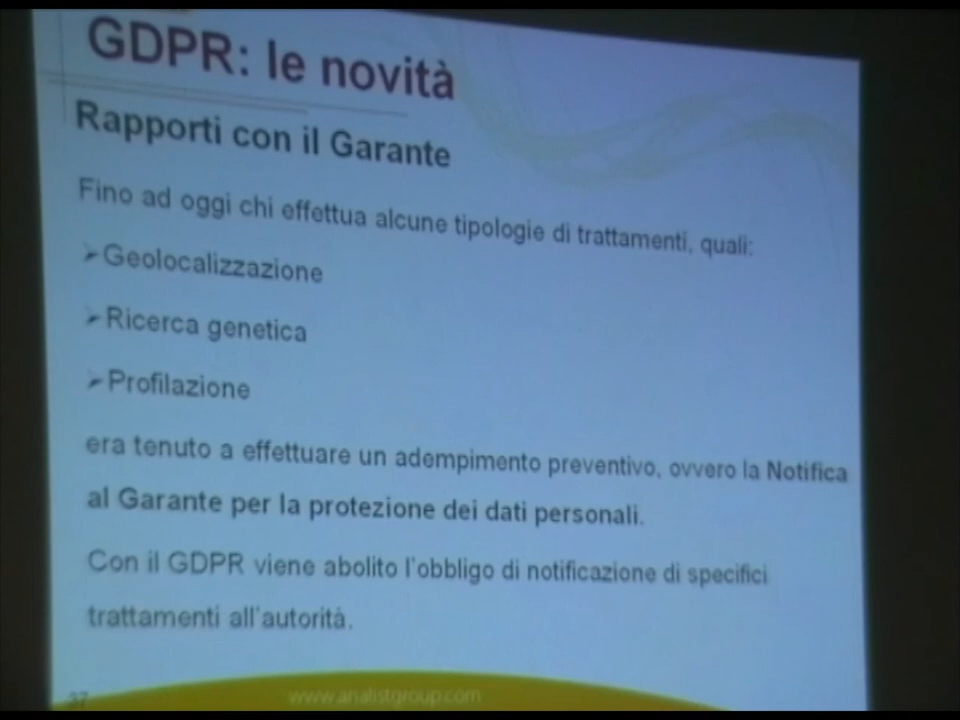 GDPR: le novità
Rapporti con il Garante
Fino ad oggi chi effettua alcune tipologie di trattamenti, quali:
➢Geolocalizzazione
➢Ricerca genetica
➢Profilazione
era tenuto a effettuare un adempimento preventivo, ovvero la Notifica
al Garante per la protezione dei dati personali.
Con il GDPR viene abolito l'obbligo di notificazione di specifici
trattamenti all'autorità.
37
www.analistgroup.com